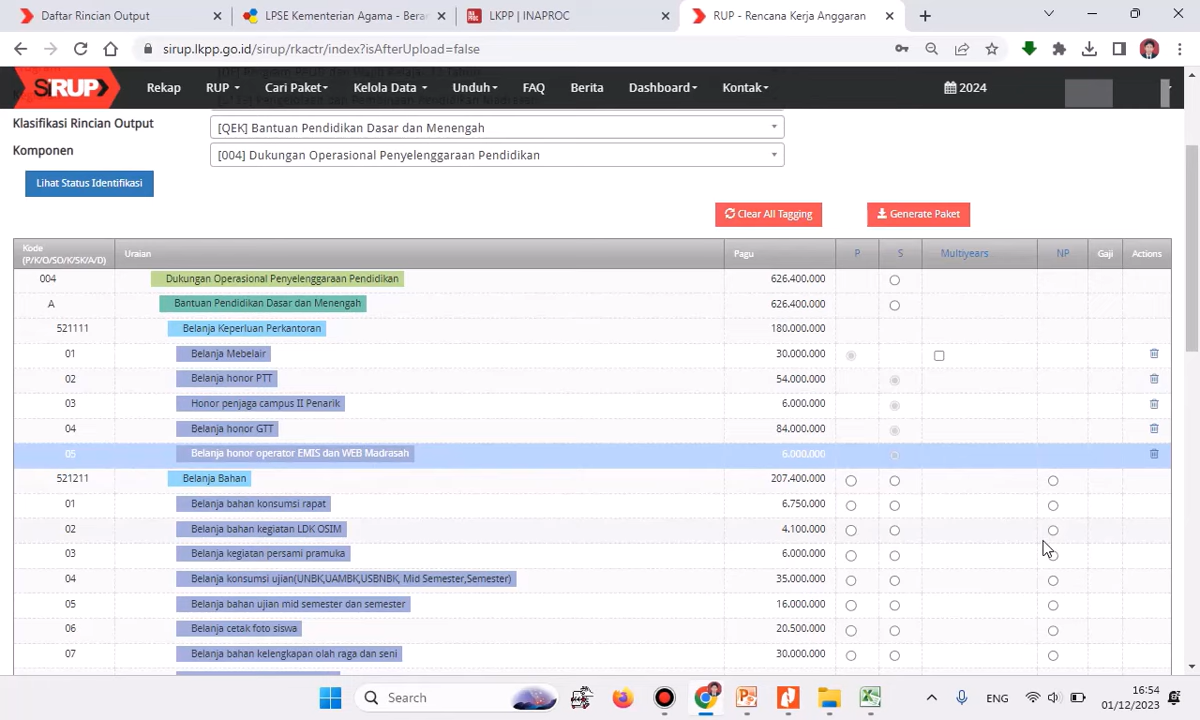 Daftar Rincian Output
LPSE Kementerian Agama - Bera
LKPP | INAPROC
RUP - Rencana Kerja Anggaran
sirup.lkpp.go.id/sirup/rkactr/index?isAfterUpload=false
SiRUP Rekap RUP Cari Paket Kelola Data Unduh FAQ Berita Dashboard Kontak 2024
Klasifikasi Rincian Output [QEK] Bantuan Pendidikan Dasar dan Menengah
Komponen [004] Dukungan Operasional Penyelenggaraan Pendidikan
Lihat Status Identifikasi
Clear All Tagging Generate Paket
Kode (P/K/O/SO/K/SK/A/D) Uraian Pagu P S Multiyears NP Gaji Actions
004 Dukungan Operasional Penyelenggaraan Pendidikan 626.400.000
A Bantuan Pendidikan Dasar dan Menengah 626.400.000
521111 Belanja Keperluan Perkantoran 180.000.000
01 Belanja Mebelair 30.000.000
02 Belanja honor PTT 54.000.000
03 Honor penjaga campus II Penarik 6.000.000
04 Belanja honor GTT 84.000.000
05 Belanja honor operator EMIS dan WEB Madrasah 6.000.000
521211 Belanja Bahan 207.400.000
01 Belanja bahan konsumsi rapat 6.750.000
02 Belanja bahan kegiatan LDK OSIM 4.100.000
03 Belanja kegiatan persami pramuka 6.000.000
04 Belanja konsumsi ujian(UNBK,UAMBK,USBNBK, Mid Semester,Semester) 35.000.000
05 Belanja bahan ujian mid semester dan semester 16.000.000
06 Belanja cetak foto siswa 20.500.000
07 Belanja bahan kelengkapan olah raga dan seni 30.000.000
Search
ENG
16:54
01/12/2023